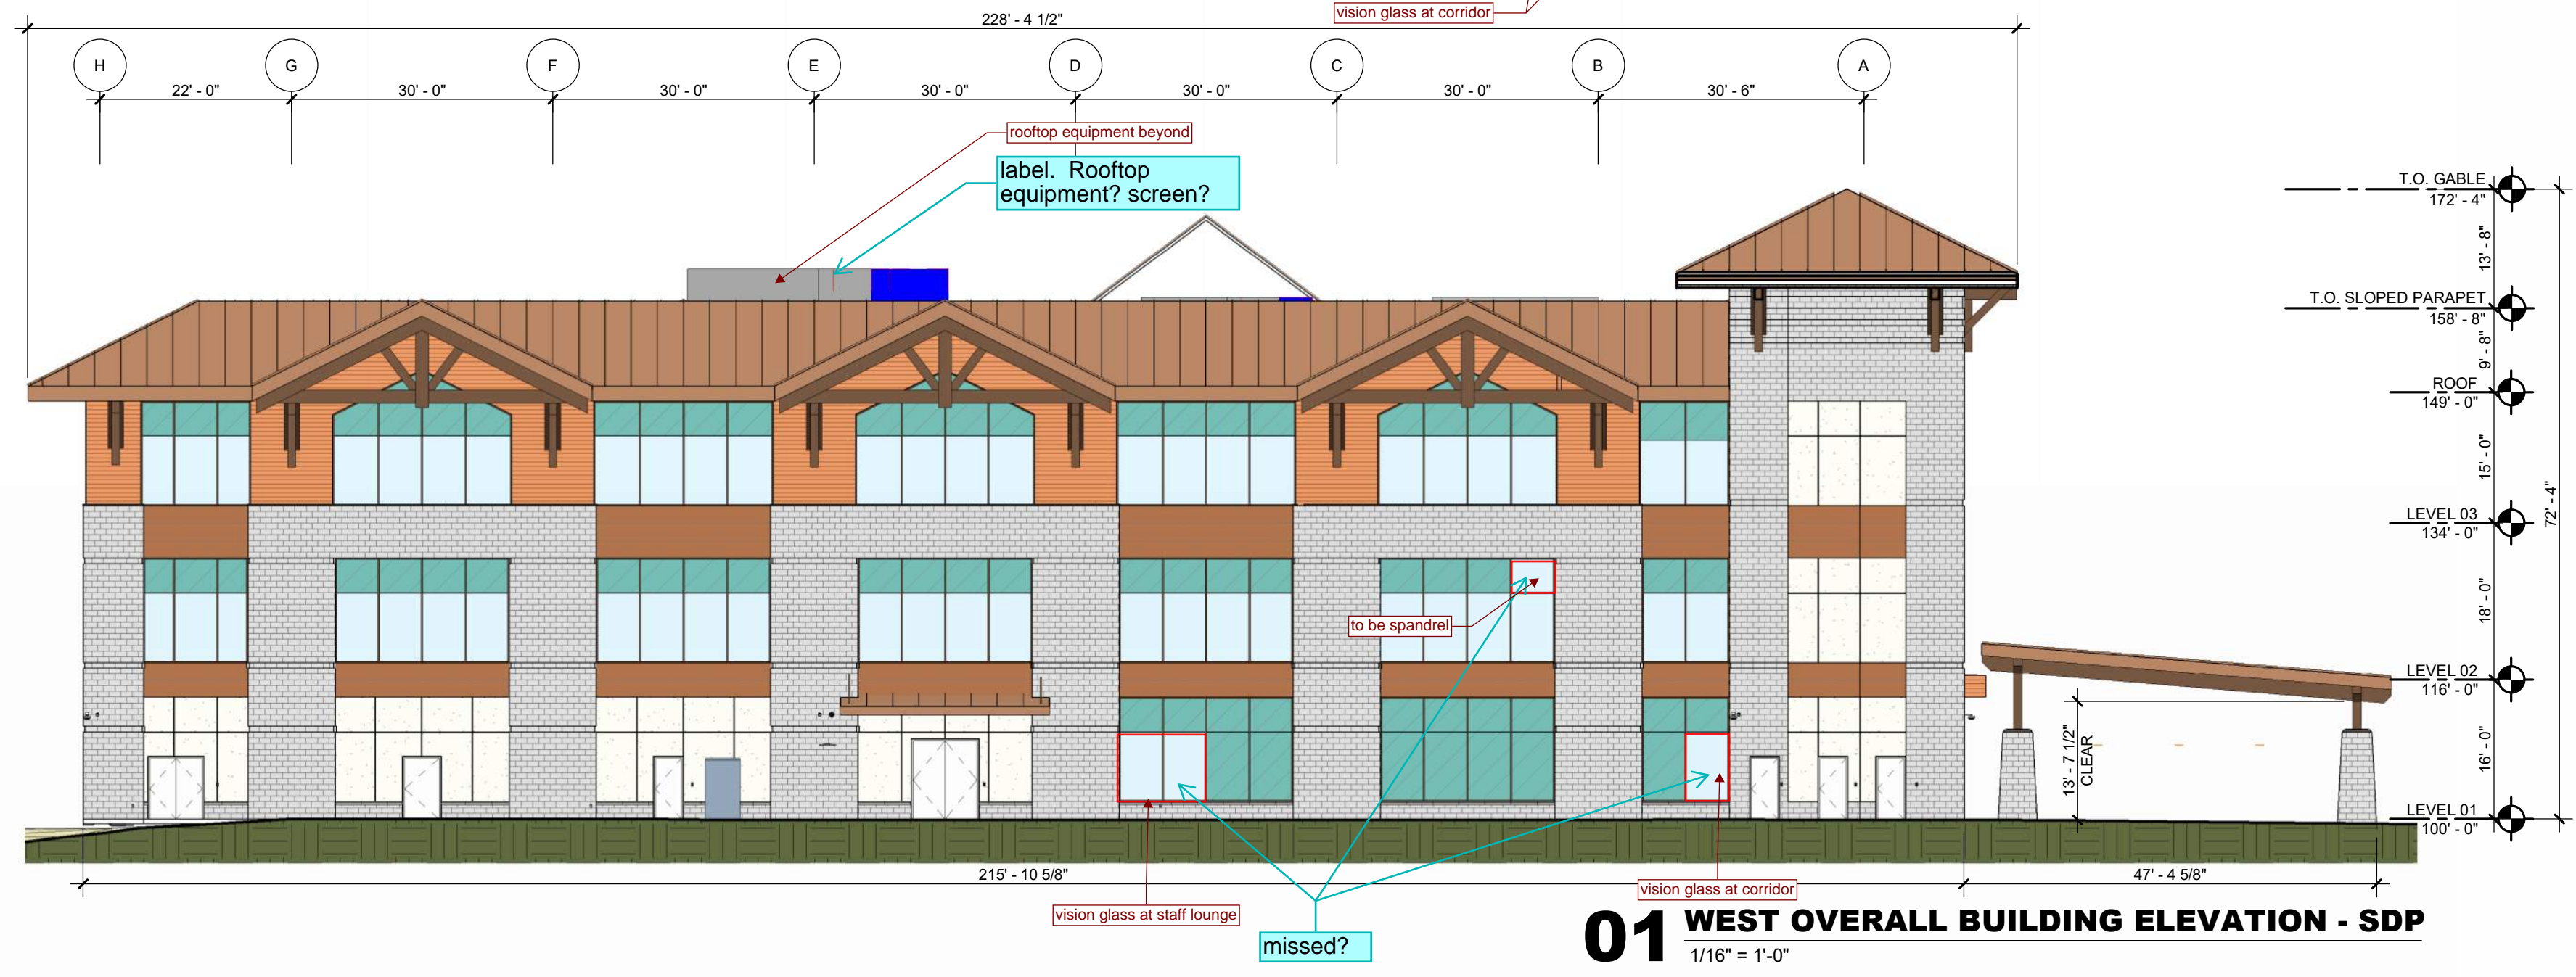 vision glass at corridor
228' - 4 1/2"
H
G
F
E
D
C
B
A
22' - 0"
30' - 0"
30' - 0"
30' - 0"
30' - 0"
30' - 0"
30' - 6"
rooftop equipment beyond
label. Rooftop
equipment? screen?
T.O. GABLE
172' - 4"
13' - 8"
T.O. SLOPED PARAPET
158' - 8"
9' - 8"
ROOF
149' - 0"
15' - 0"
LEVEL 03
134' - 0"
72' - 4"
18' - 0"
to be spandrel
LEVEL 02
116' - 0"
13' - 7 1/2"
CLEAR
16' - 0"
LEVEL 01
100' - 0"
215' - 10 5/8"
47' - 4 5/8"
vision glass at corridor
vision glass at staff lounge
missed?
01 WEST OVERALL BUILDING ELEVATION - SDP
1/16" = 1'-0"